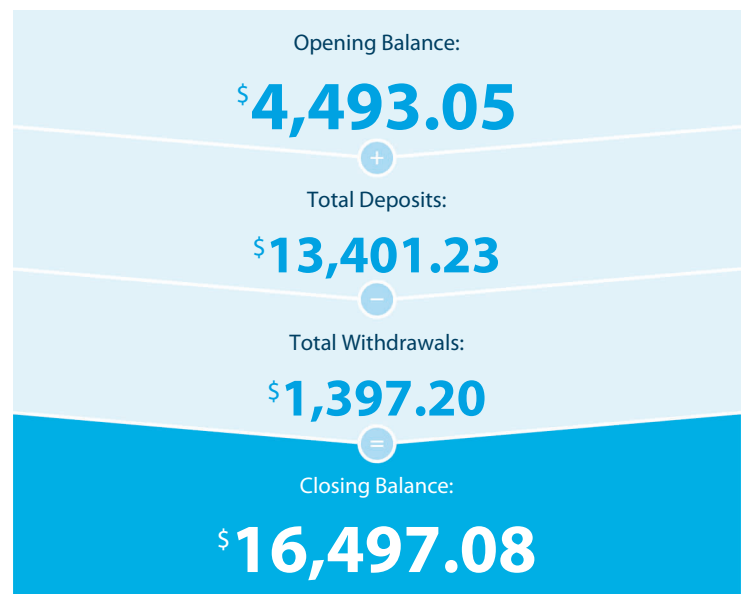 Opening Balance:
$4,493.05
+
Total Deposits:
$13,401.23
−
Total Withdrawals:
$1,397.20
=
Closing Balance:
$16,497.08